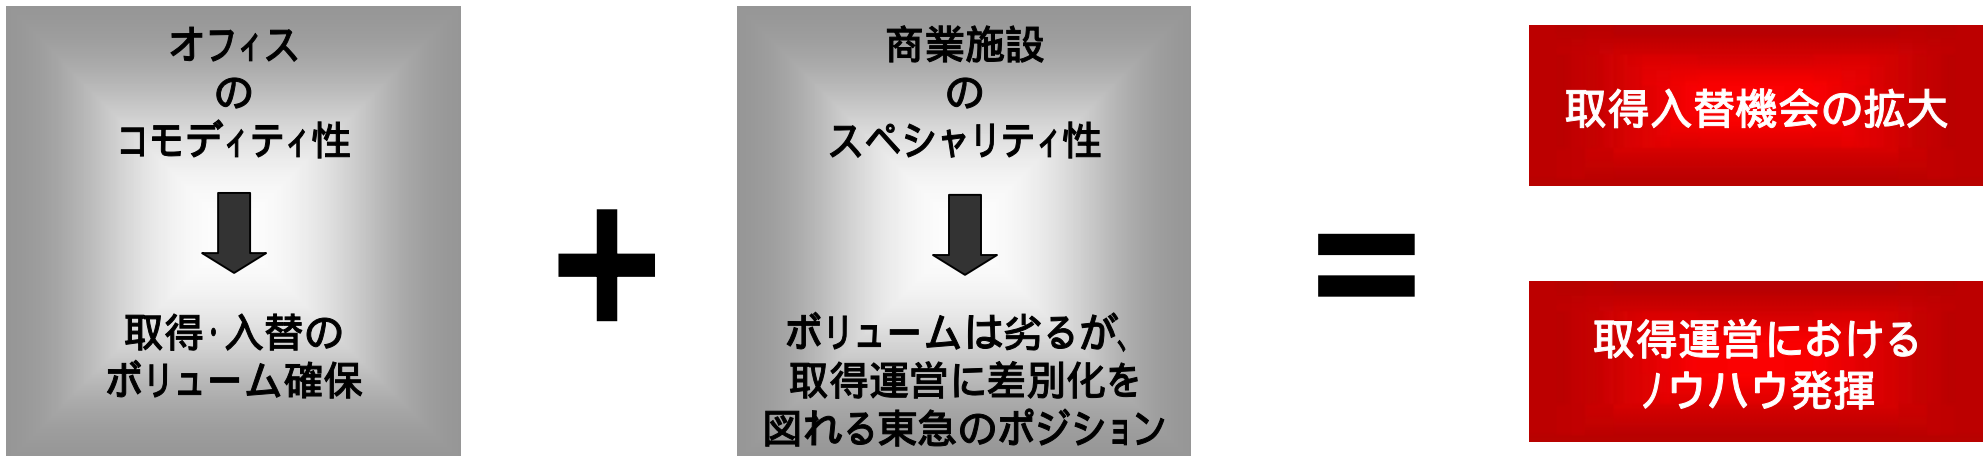 オフィス
の
コモディティ性
取得・入替の
ボリューム確保
+
商業施設
の
スペシャリティ性
ボリュームは劣るが、
取得運営に差別化を
図れる東急のポジション
=
取得入替機会の拡大
取得運営における
ノウハウ発揮